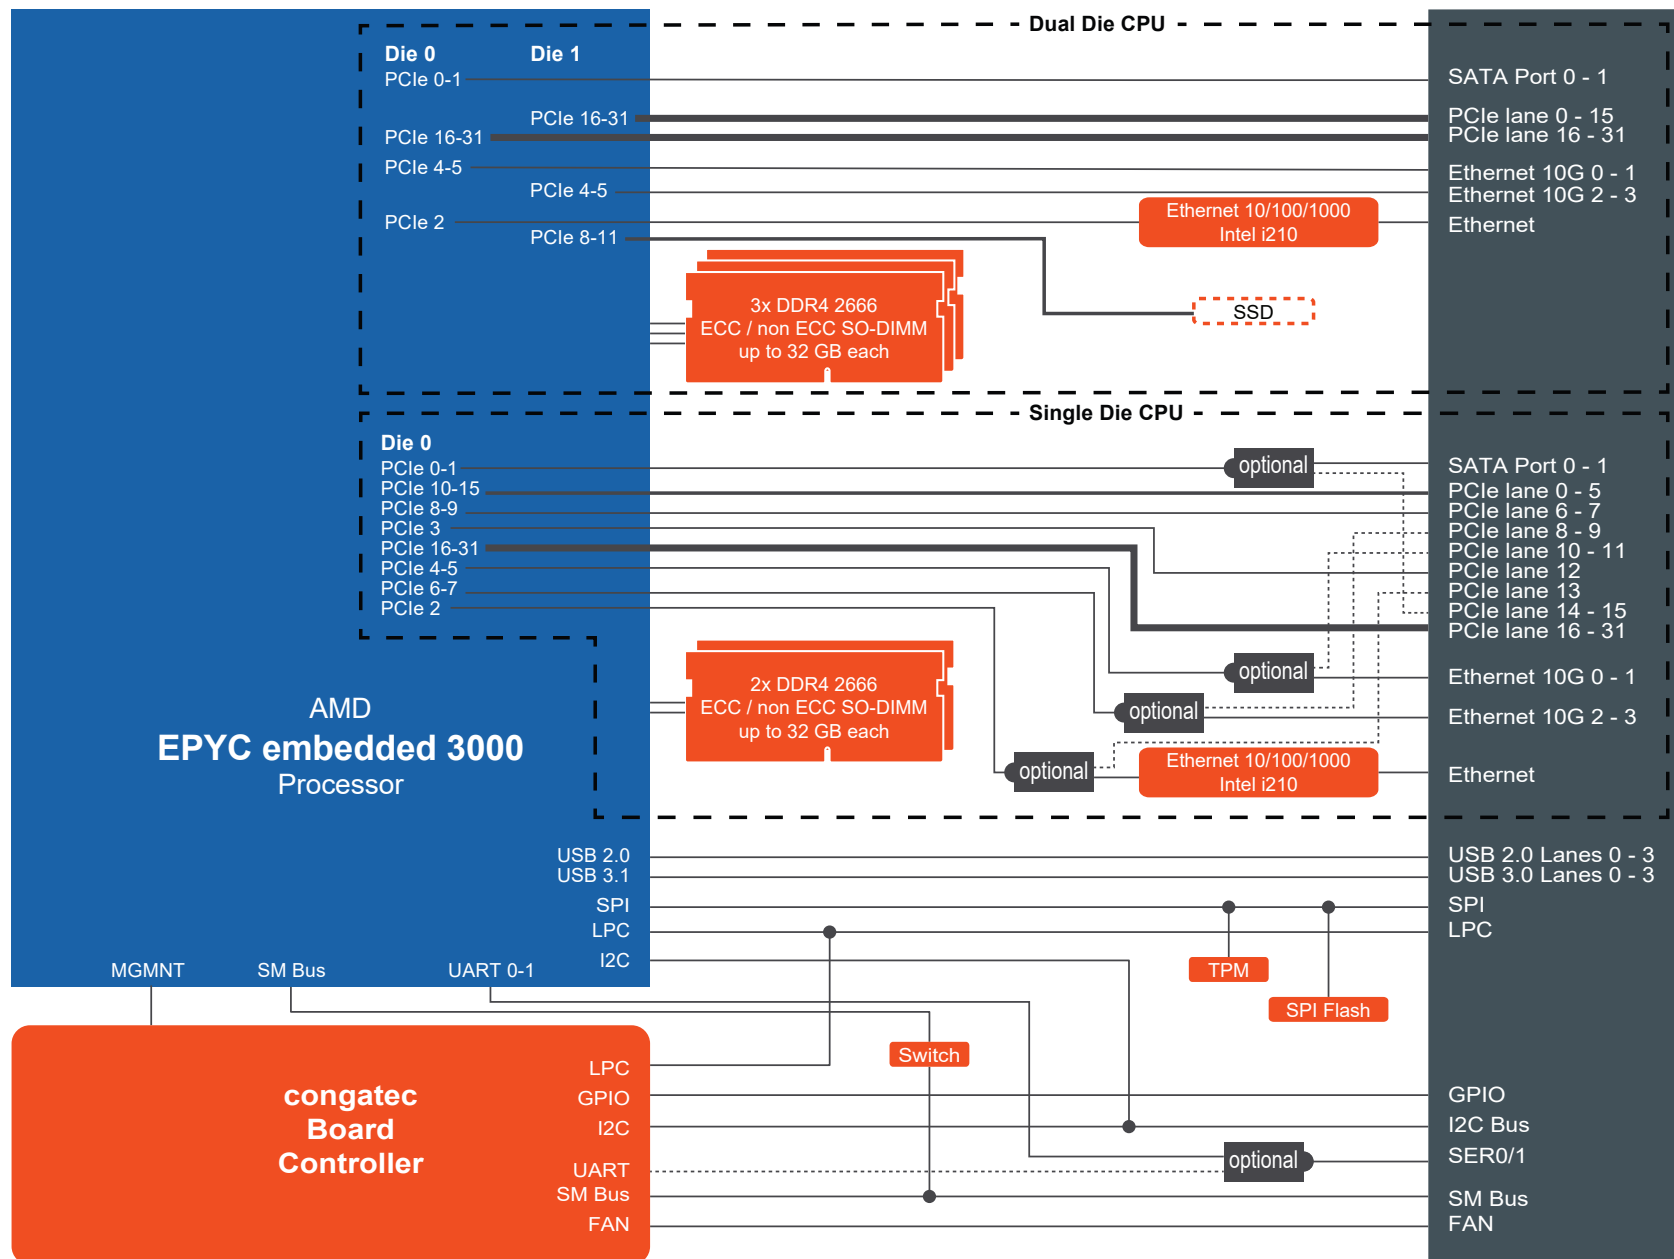 Dual Die CPU
Die 0
Die 1
PCIe 0-1
SATA Port 0 - 1
PCIe 16-31
PCIe lane 0 - 15
PCIe 16-31
PCIe lane 16 - 31
PCIe 4-5
Ethernet 10G 0 - 1
PCIe 4-5
Ethernet 10G 2 - 3
PCIe 2
Ethernet 10/100/1000
Intel i210
Ethernet
PCIe 8-11
3x DDR4 2666
ECC / non ECC SO-DIMM
up to 32 GB each
SSD
Single Die CPU
Die 0
PCIe 0-1
optional
SATA Port 0 - 1
PCIe 10-15
PCIe lane 0 - 5
PCIe 8-9
PCIe lane 6 - 7
PCIe 3
PCIe lane 8 - 9
PCIe 16-31
PCIe lane 10 - 11
PCIe 4-5
PCIe lane 12
PCIe 6-7
PCIe lane 13
PCIe 2
PCIe lane 14 - 15
PCIe lane 16 - 31
2x DDR4 2666
ECC / non ECC SO-DIMM
up to 32 GB each
optional
Ethernet 10G 0 - 1
optional
Ethernet 10G 2 - 3
optional
Ethernet 10/100/1000
Intel i210
Ethernet
AMD
EPYC embedded 3000
Processor
USB 2.0
USB 2.0 Lanes 0 - 3
USB 3.1
USB 3.0 Lanes 0 - 3
SPI
SPI
LPC
LPC
I2C
MGMNT
SM Bus
UART 0-1
TPM
SPI Flash
Switch
congatec
Board
Controller
LPC
GPIO
GPIO
I2C
I2C Bus
UART
optional
SER0/1
SM Bus
SM Bus
FAN
FAN